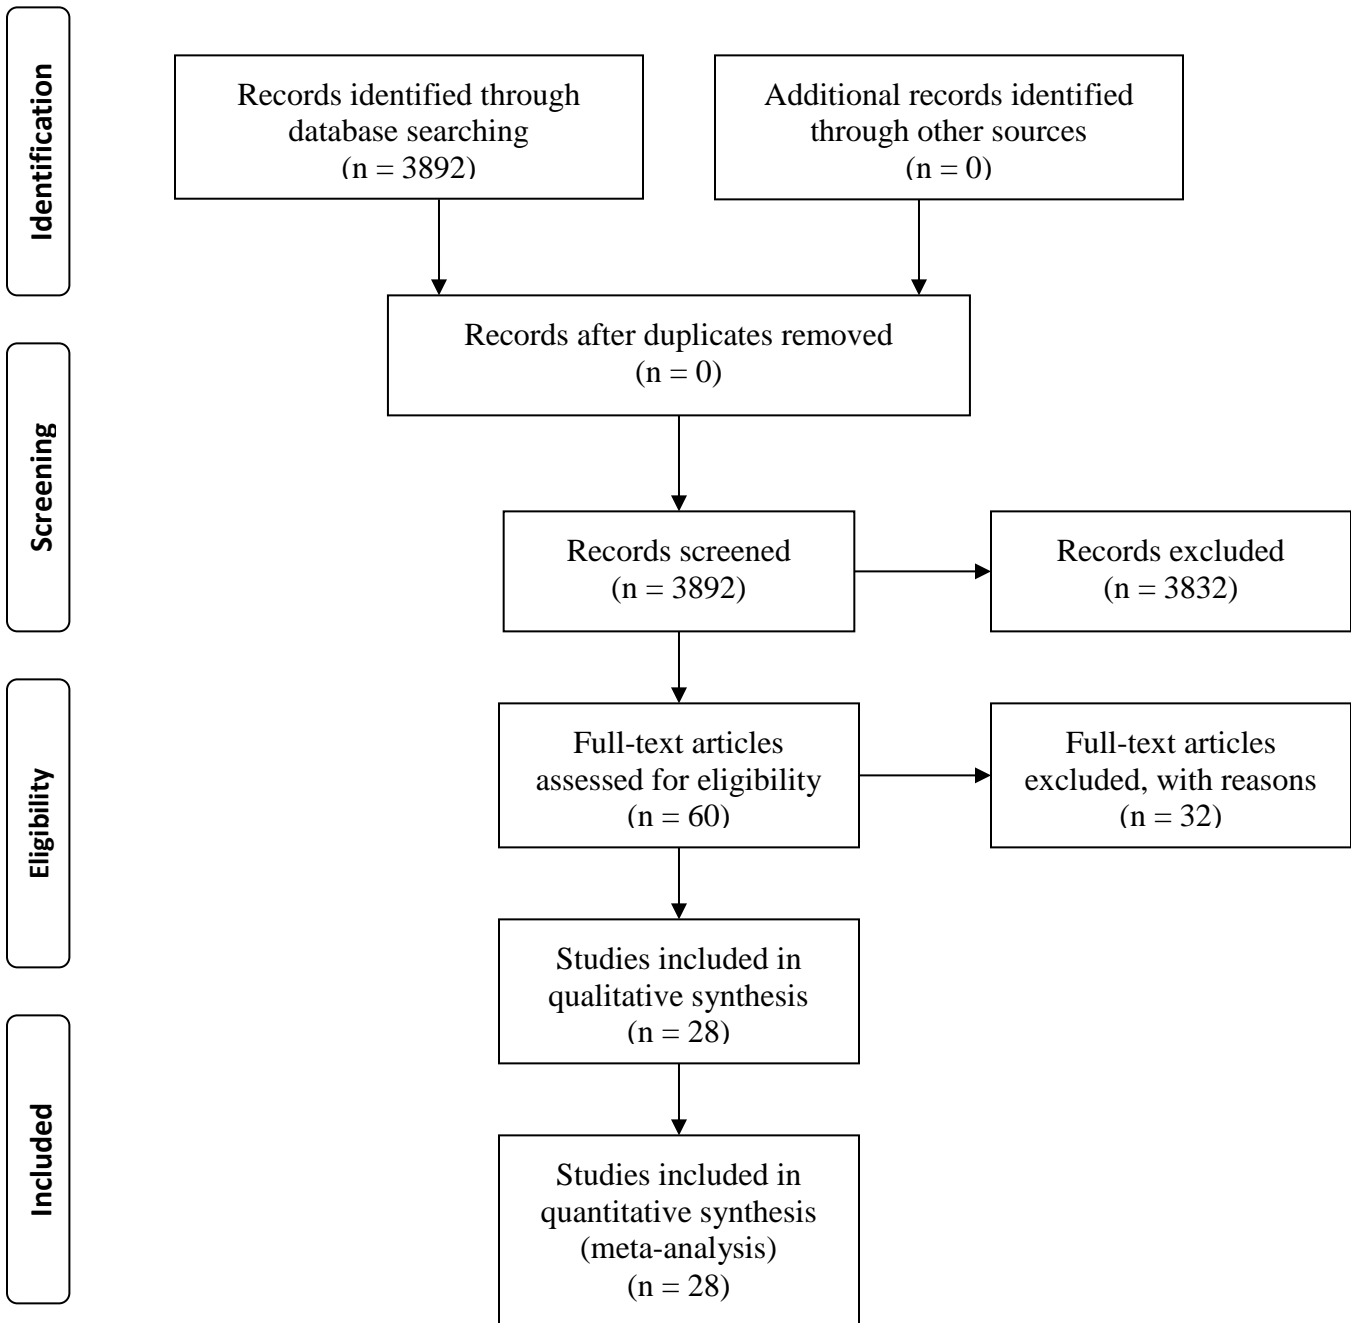 Identification
Records identified through
database searching
(n = 3892)
Additional records identified
through other sources
(n = 0)
Records after duplicates removed
(n = 0)
Screening
Records screened
(n = 3892)
Records excluded
(n = 3832)
Eligibility
Full-text articles
assessed for eligibility
(n = 60)
Full-text articles
excluded, with reasons
(n = 32)
Studies included in
qualitative synthesis
(n = 28)
Included
Studies included in
quantitative synthesis
(meta-analysis)
(n = 28)